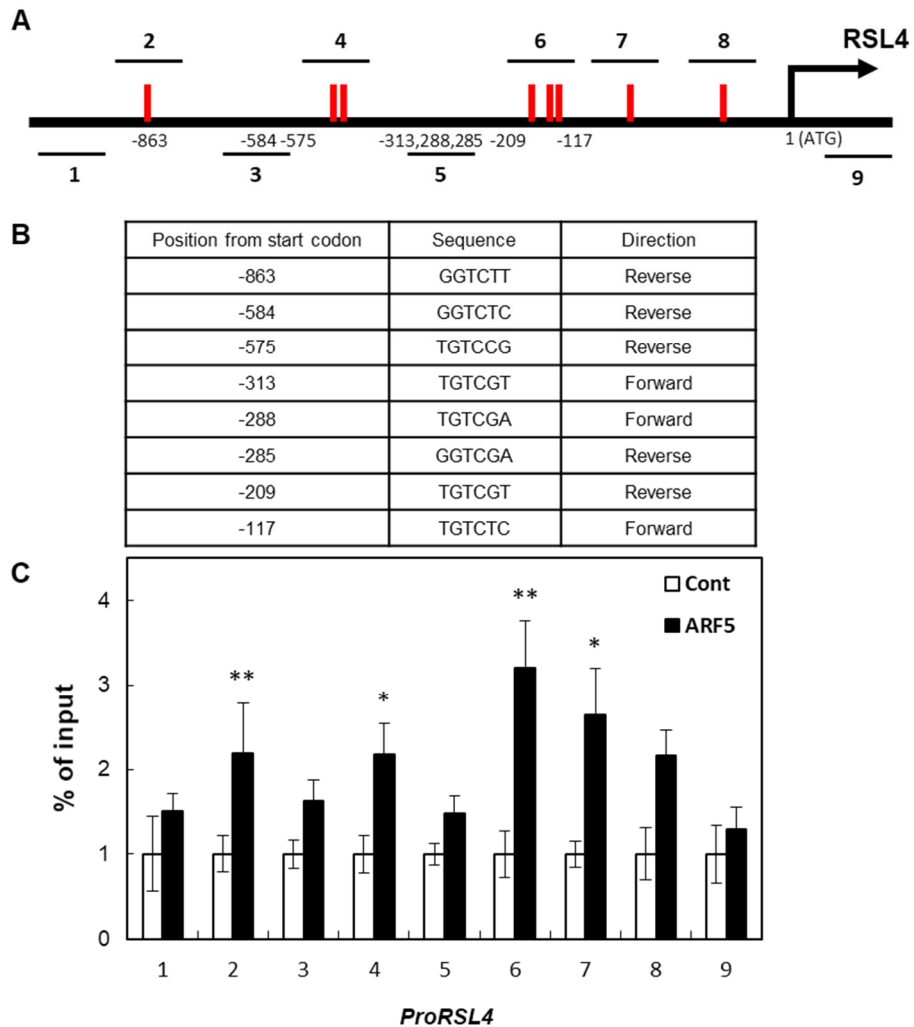 A
2 4 6 7 8 RSL4
-863 -584 -575 -313,288,285 -209 -117 1 (ATG)
1 3 5 9
B
Position from start codon Sequence Direction
-863 GGTCTT Reverse
-584 GGTCTC Reverse
-575 TGTCCG Reverse
-313 TGTCGT Forward
-288 TGTCGA Forward
-285 GGTCGA Reverse
-209 TGTCGT Reverse
-117 TGTCTC Forward
C
Cont
ARF5
** * ** *
% of input
4
3
2
1
0
1 2 3 4 5 6 7 8 9
ProRSL4